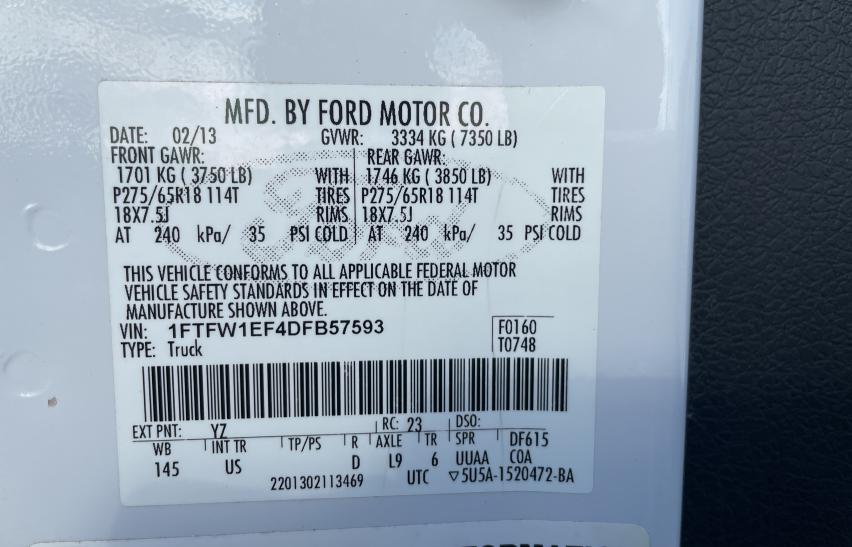 MFD. BY FORD MOTOR CO.
DATE: 02/13 GVWR: 3334 KG ( 7350 LB)
FRONT GAWR: REAR GAWR:
1701 KG ( 3750 LB) WITH 1746 KG ( 3850 LB) WITH
P275/65R18 114T TIRES P275/65R18 114T TIRES
18X7.5J RIMS 18X7.5J RIMS
AT 240 kPa/ 35 PSI COLD AT 240 kPa/ 35 PSI COLD
THIS VEHICLE CONFORMS TO ALL APPLICABLE FEDERAL MOTOR
VEHICLE SAFETY STANDARDS IN EFFECT ON THE DATE OF
MANUFACTURE SHOWN ABOVE.
VIN: 1FTFW1EF4DFB57593 F0160
TYPE: Truck T0748
EXT PNT: YZ RC: 23 DSO:
WB INT TR TP/PS R AXLE TR SPR DF615
145 US D L9 6 UUAA COA
2201302113469 UTC ▽5U5A-1520472-BA